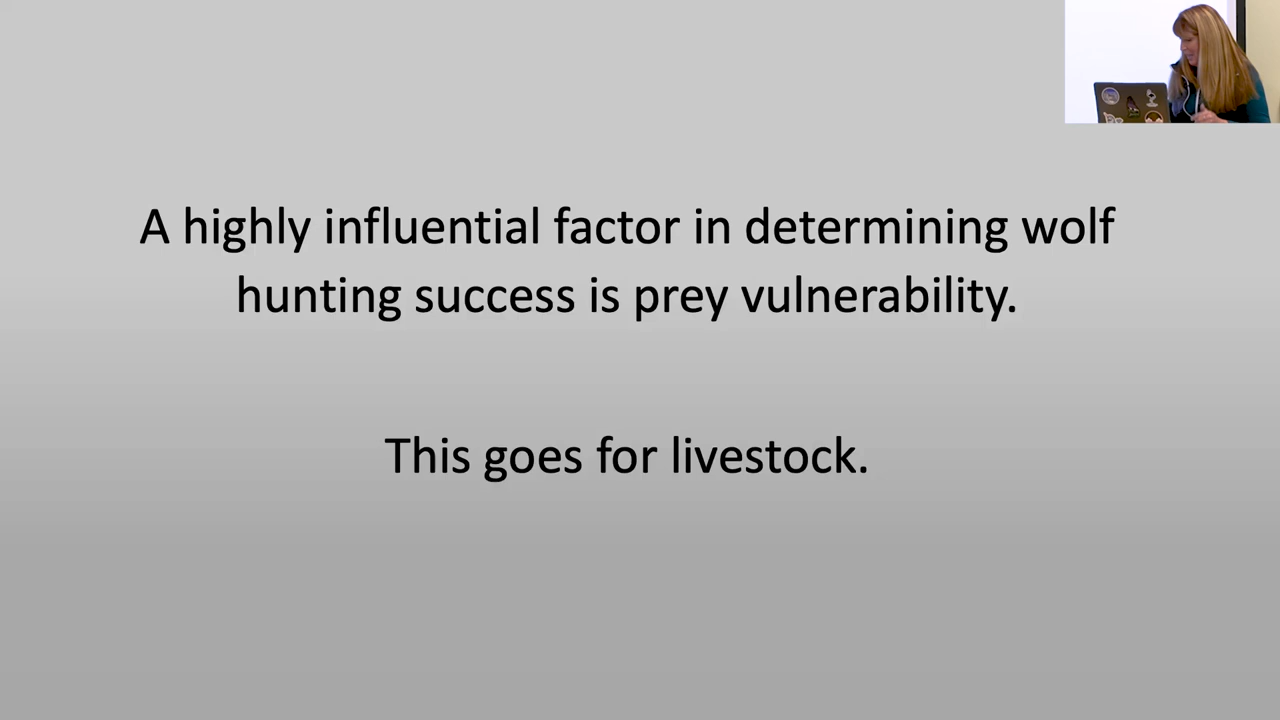 A highly influential factor in determining wolf
hunting success is prey vulnerability.
This goes for livestock.